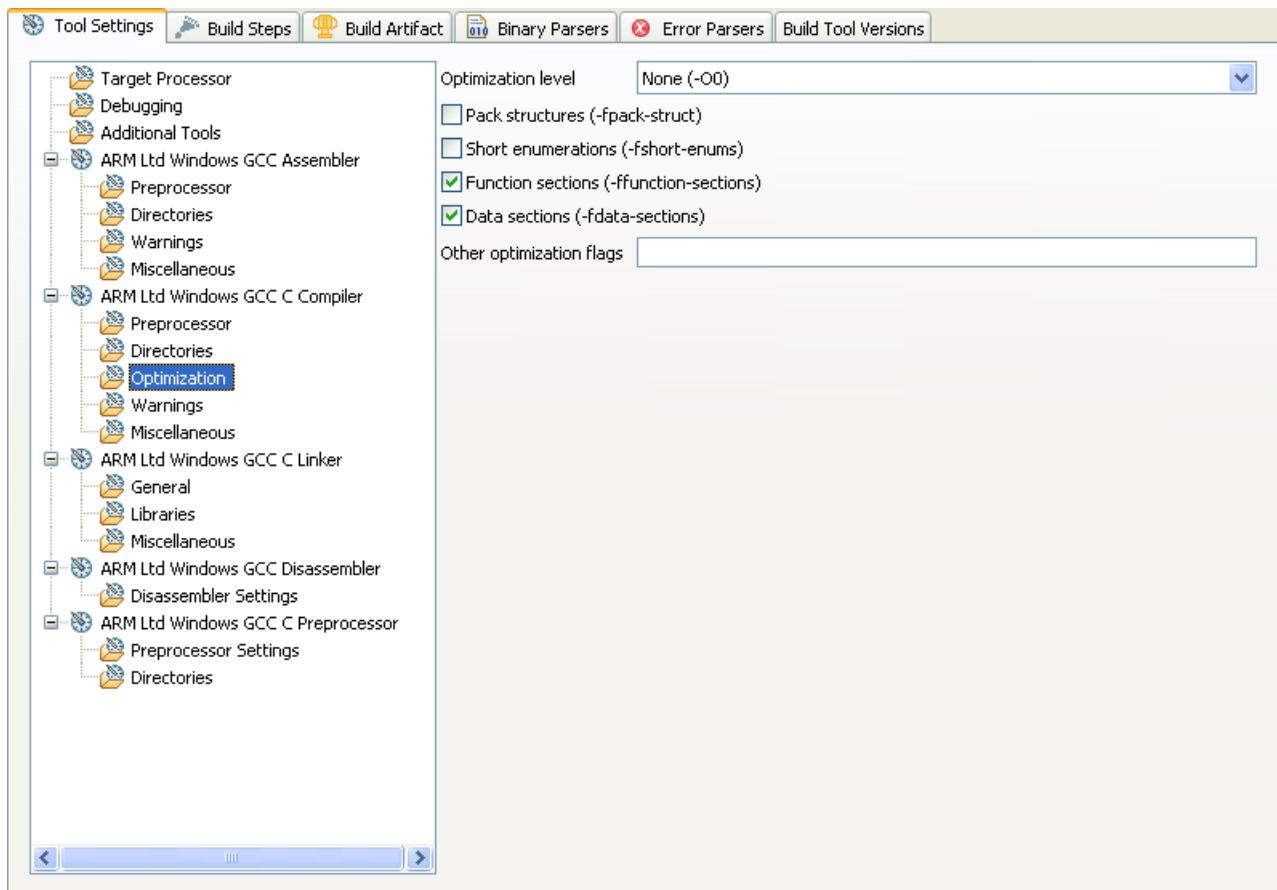 Tool Settings Build Steps Build Artifact Binary Parsers Error Parsers Build Tool Versions
Target Processor
Debugging
Additional Tools
ARM Ltd Windows GCC Assembler
Preprocessor
Directories
Warnings
Miscellaneous
ARM Ltd Windows GCC C Compiler
Preprocessor
Directories
Optimization
Warnings
Miscellaneous
ARM Ltd Windows GCC C Linker
General
Libraries
Miscellaneous
ARM Ltd Windows GCC Disassembler
Disassembler Settings
ARM Ltd Windows GCC C Preprocessor
Preprocessor Settings
Directories
Optimization level None (-O0)
Pack structures (-fpack-struct)
Short enumerations (-fshort-enums)
Function sections (-ffunction-sections)
Data sections (-fdata-sections)
Other optimization flags